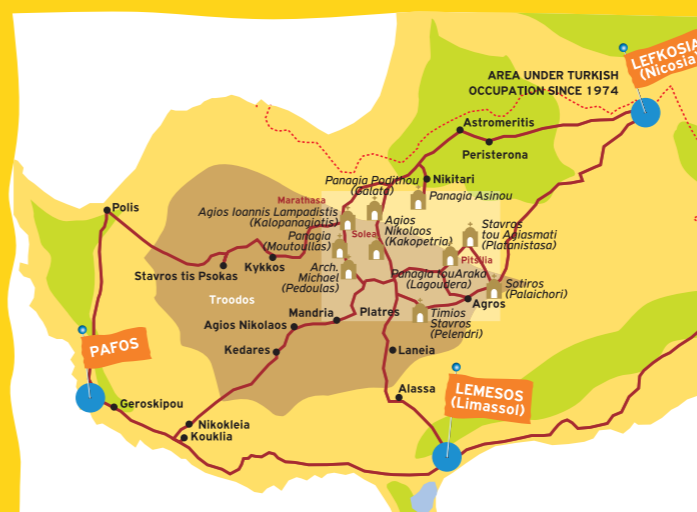 LEFKOSIA
(Nicosia)
AREA UNDER TURKISH
OCCUPATION SINCE 1974
Astromeritis
Peristerona
Panagia Podithou
(Galata)
Nikitari
Panagia Asinou
Marathasa
Polis
Agios Ioannis Lampadistis
(Kalopanagiotis)
Agios
Nikolaos
(Kakopetria)
Stavros
tou Agiasmati
(Platanistasa)
Solea
Panagia
(Moutoullas)
Pitsilia
Kykkos
Stavros tis Psokas
Arch.
Michael
(Pedoulas)
Panagia touAraka
(Lagoudera)
Sotiros
(Palaichori)
Troodos
Agros
Mandria
Platres
Timios
Stavros
(Pelendri)
Agios Nikolaos
PAFOS
Kedares
Laneia
Alassa
LEMESOS
(Limassol)
Geroskipou
Nikokleia
Kouklia